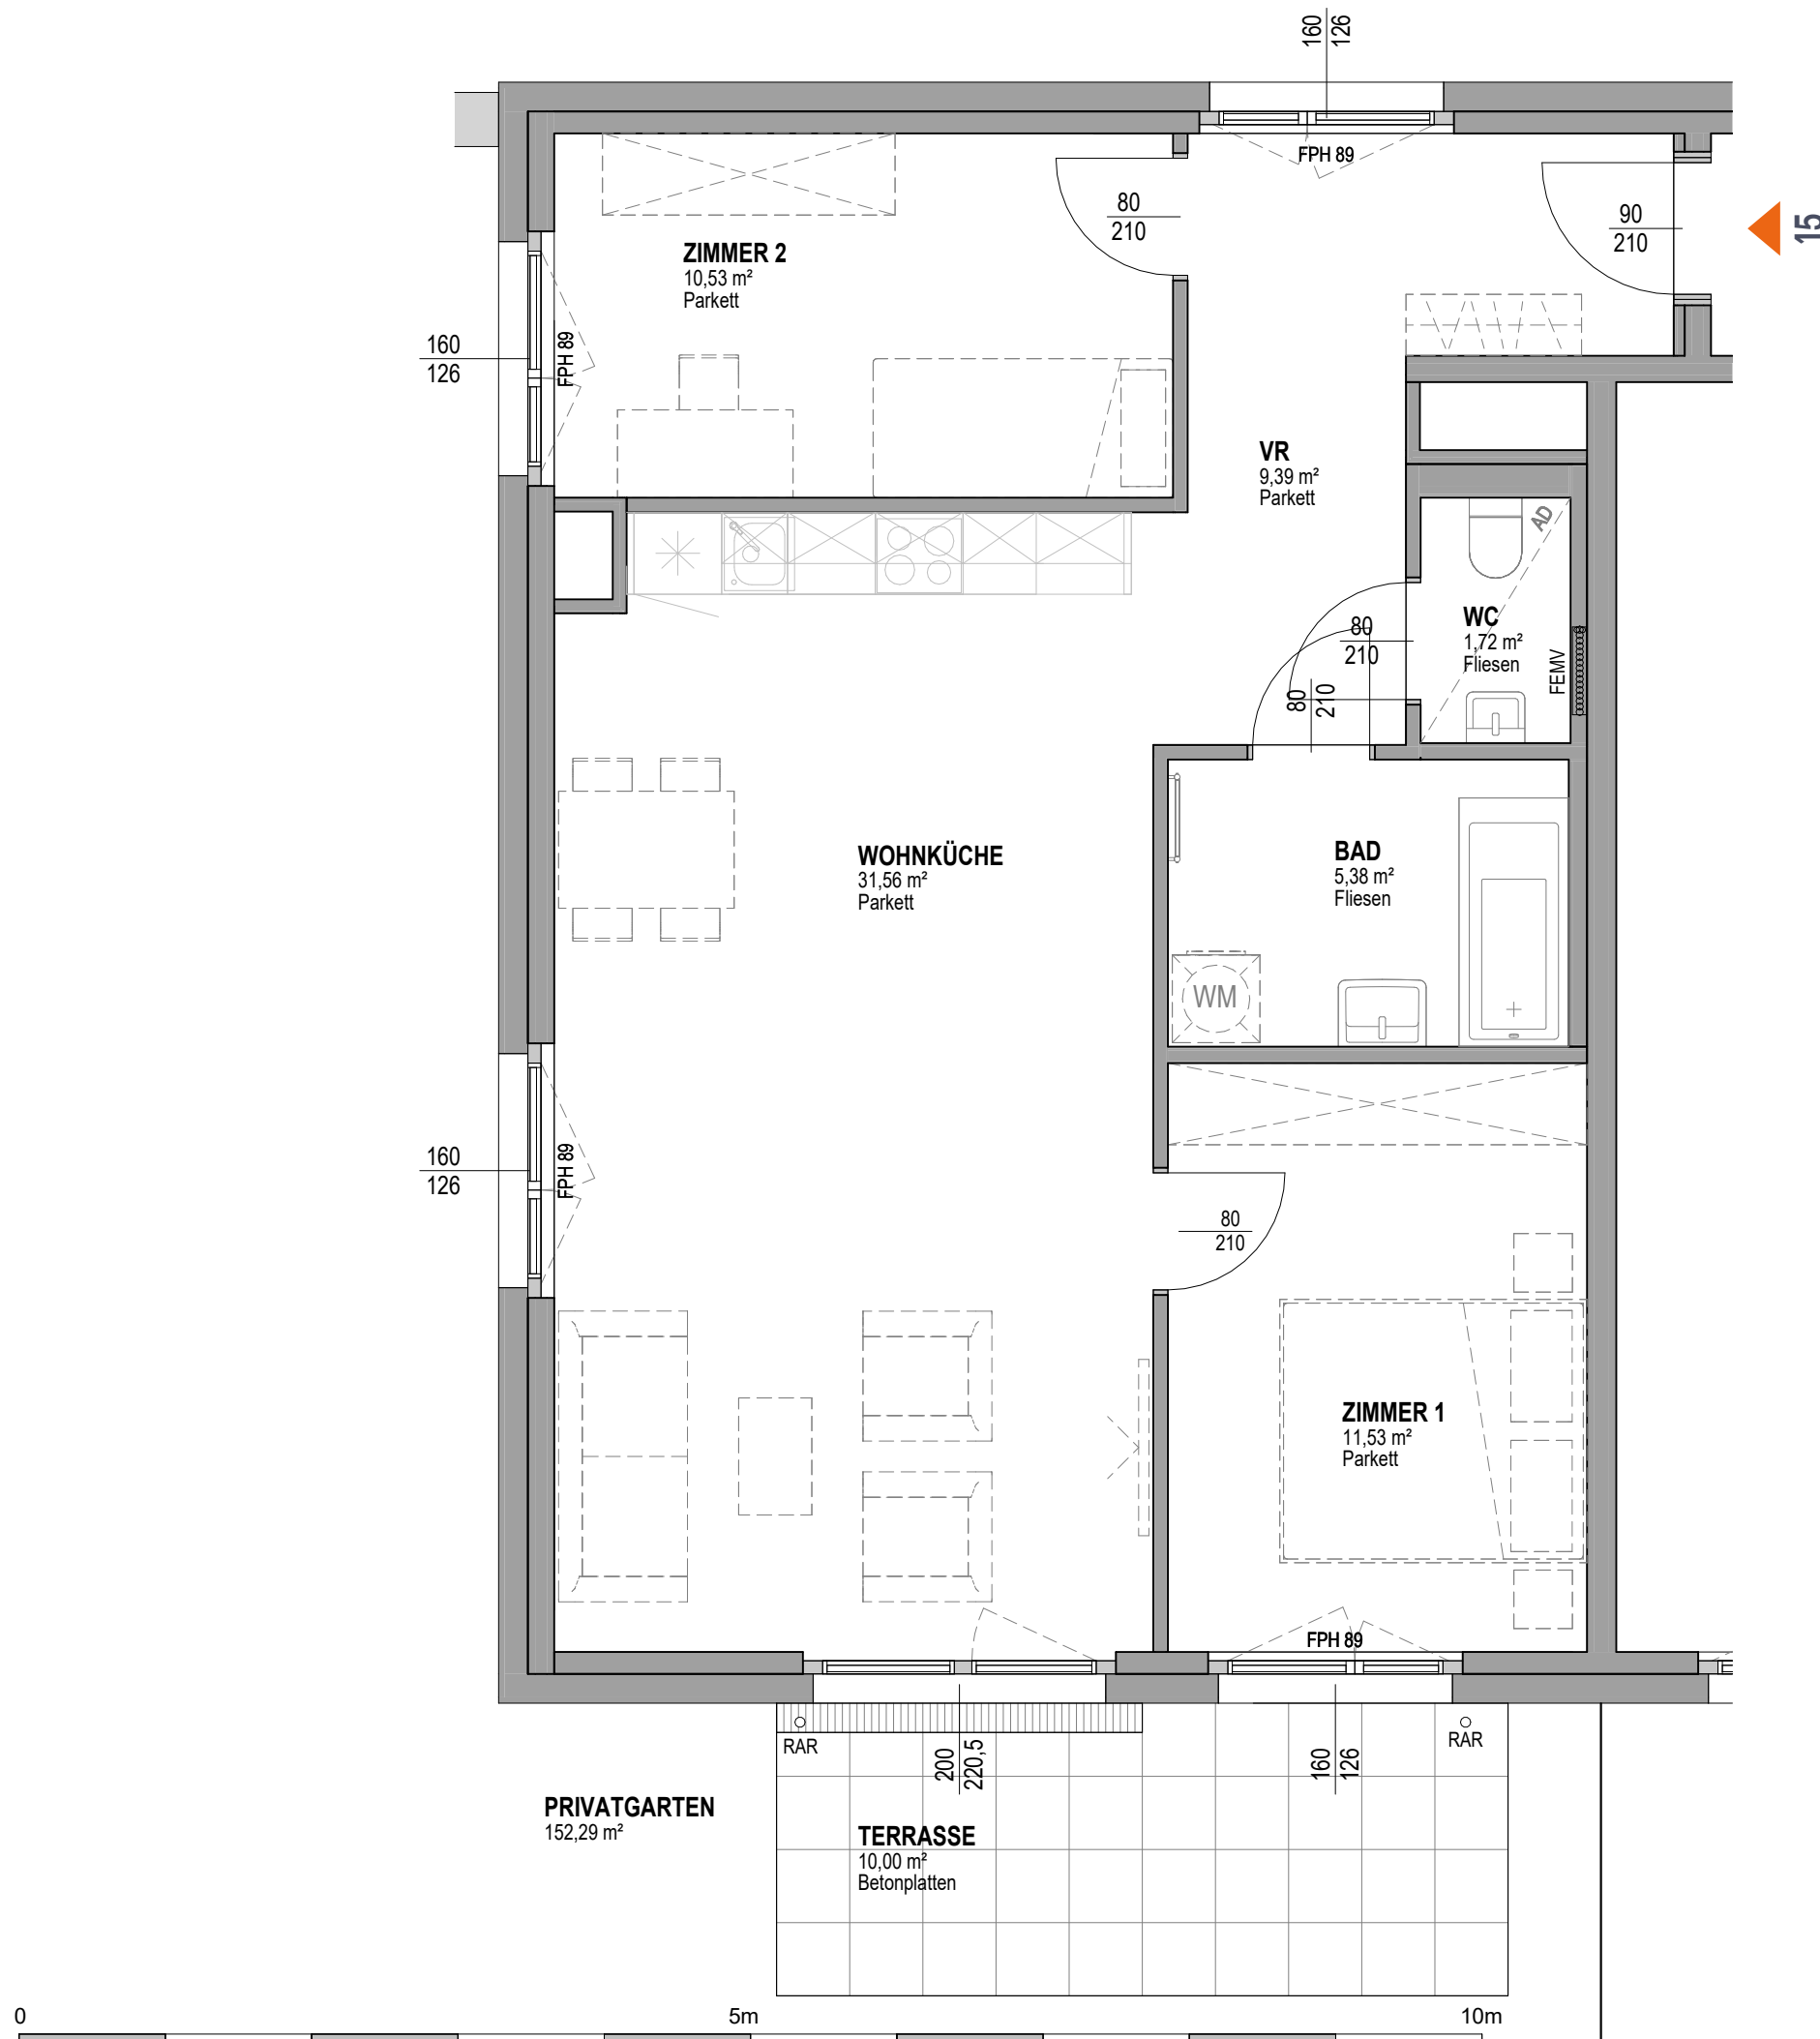 160
126
FPH 89
80
210
90
210
15
ZIMMER 2
10,53 m²
Parkett
160
126
FPH 89
VR
9,39 m²
Parkett
AD
WC
1,72 m²
Fliesen
FEMV
80
210
80
210
WOHNKÜCHE
31,56 m²
Parkett
BAD
5,38 m²
Fliesen
WM
160
126
FPH 89
80
210
ZIMMER 1
11,53 m²
Parkett
FPH 89
RAR
200
220,5
160
126
RAR
PRIVATGARTEN
152,29 m²
TERRASSE
10,00 m²
Betonplatten
0
5m
10m